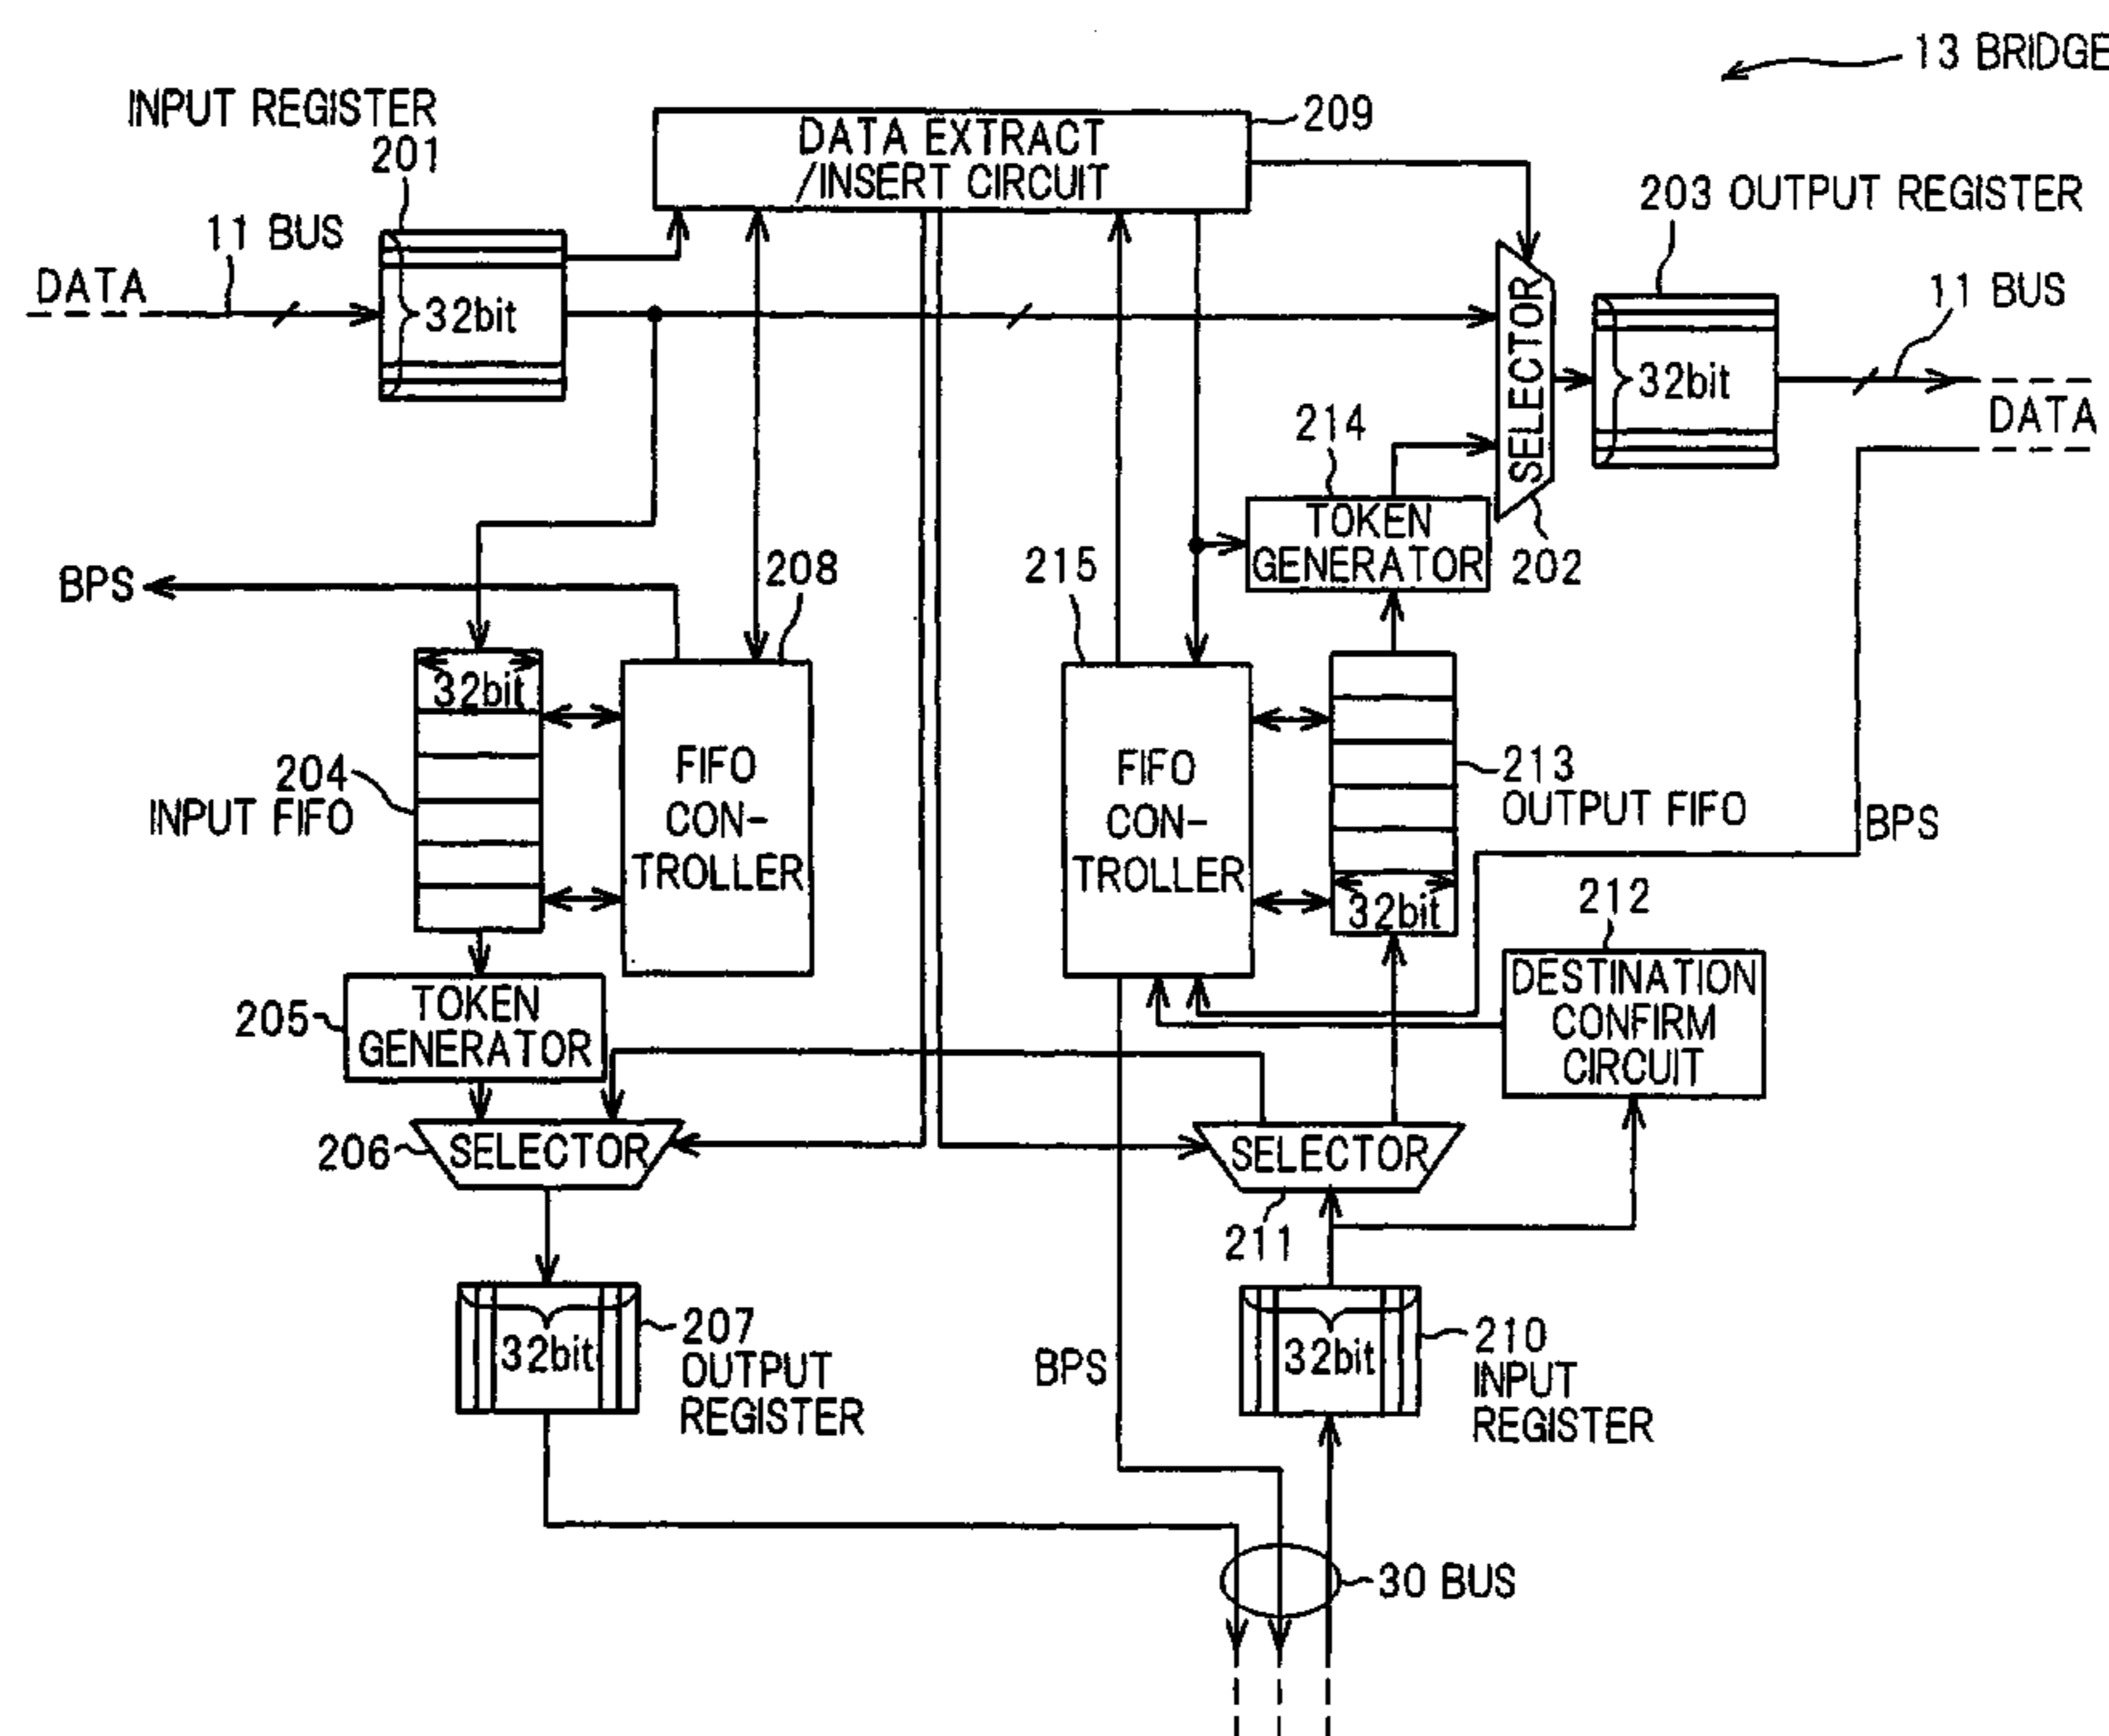 13 BRIDGE
INPUT REGISTER
201
DATA EXTRACT
/INSERT CIRCUIT
209
203 OUTPUT REGISTER
11 BUS
DATA
32bit
SELECTOR
32bit
11 BUS
DATA
214
TOKEN
GENERATOR
202
BPS
208
215
32bit
204
INPUT FIFO
FIFO
CON-
TROLLER
FIFO
CON-
TROLLER
213
OUTPUT FIFO
BPS
32bit
212
DESTINATION
CONFIRM
CIRCUIT
205
TOKEN
GENERATOR
206
SELECTOR
SELECTOR
211
32bit
207
OUTPUT
REGISTER
BPS
32bit
210
INPUT
REGISTER
30 BUS